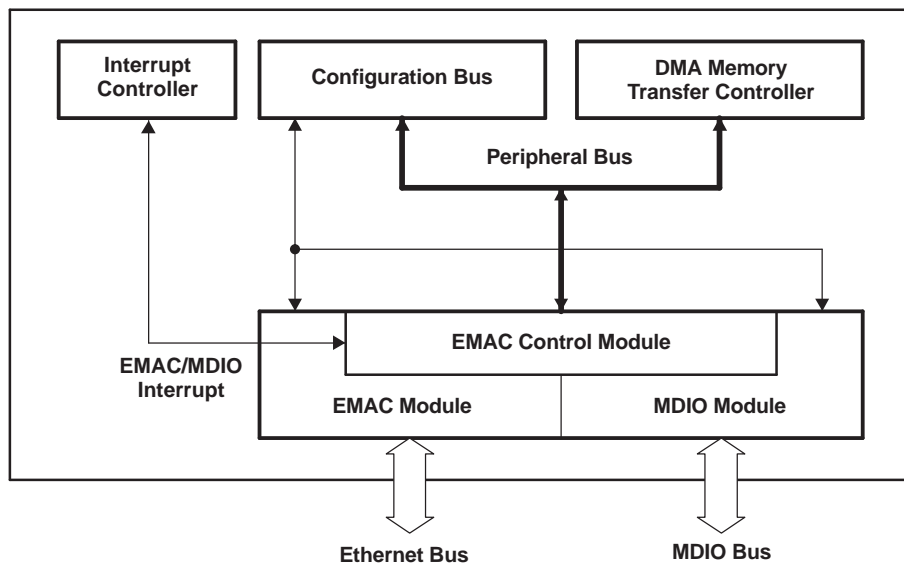 Interrupt
Controller
Configuration Bus
DMA Memory
Transfer Controller
Peripheral Bus
EMAC Control Module
EMAC/MDIO
Interrupt
EMAC Module
MDIO Module
Ethernet Bus
MDIO Bus